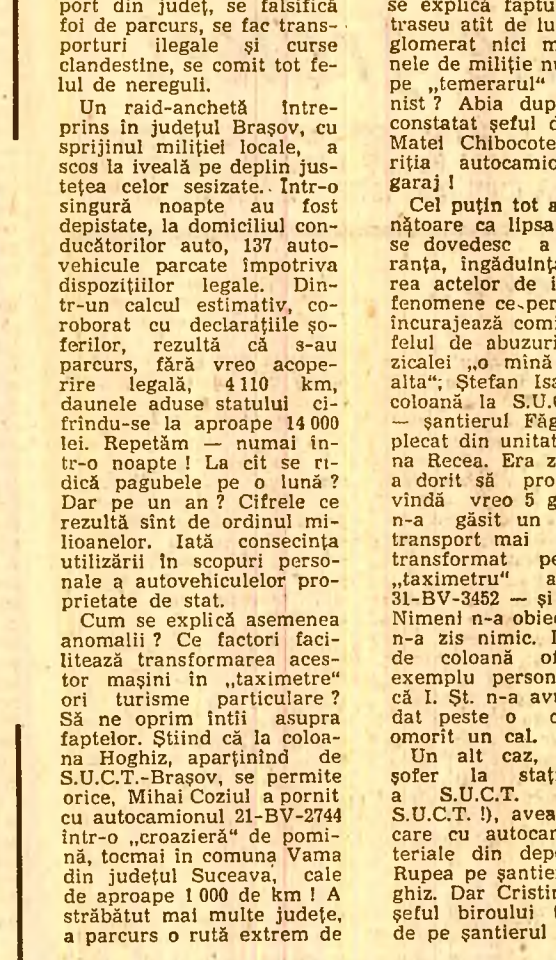 port din județ, se falsifică
foi de parcurs, se fac trans-
porturi ilegale și curse
clandestine, se comit tot fe-
lul de nereguli.
Un raid-anchetă între-
prins în județul Brașov, cu
sprijinul miliției locale, a
scos la iveală pe deplin jus-
tețea celor sesizate. Într-o
singură noapte au fost
depistate, la domiciliul con-
ducătorilor auto, 137 auto-
vehicule parcate împotriva
dispozițiilor legale. Din-
tr-un calcul estimativ, co-
roborat cu declarațiile șo-
ferilor, rezultă că s-au
parcurs, fără vreo acope-
rire legală, 4 110 km,
daunele aduse statului ci-
frîndu-se la aproape 14 000
lei. Repetăm — numai în-
tr-o noapte ! La cît se ri-
dică pagubele pe o lună ?
Dar pe un an ? Cifrele ce
rezultă sînt de ordinul mi-
lioanelor. Iată consecința
utilizării în scopuri perso-
nale a autovehiculelor pro-
prietate de stat.
Cum se explică asemenea
anomalii ? Ce factori faci-
litează transformarea aces-
tor mașini în „taximetre“
ori turisme particulare ?
Să ne oprim întîi asupra
faptelor. Știind că la coloa-
na Hoghiz, aparținînd de
S.U.C.T.-Brașov, se permite
orice, Mihai Coziul a pornit
cu autocamionul 21-BV-2744
într-o „croazieră“ de pomi-
nă, tocmai în comuna Vama
din județul Suceava, cale
de aproape 1 000 de km ! A
străbătut mai multe județe,
a parcurs o rută extrem de
se explică faptu
traseu atît de lu
glomerat nici m
nele de miliție nu
pe „temerarul“
nist ? Abia dup
constatat șeful d
Matei Chibocote
riția autocamio
garaj !
Cel puțin tot a
nătoare ca lipsa
se dovedesc a
ranța, îngăduinț
rea actelor de i
fenomene ce per
încurajează comi
felul de abuzuri
zicalei „o mînă
alta“; Ștefan Isa
coloană la S.U.C
— șantierul Făg
plecat din unitat
na Recea. Era z
a dorit să pro
vîndă vreo 5 g
n-a găsit un
transport mai
transformat pe
„taximetru“ a
31-BV-3452 — și
Nimeni n-a obiec
n-a zis nimic. I
de coloană of
exemplu person
că I. Șt. n-a avu
dat peste o c
omorît un cal.
Un alt caz,
șofer la staț
a S.U.C.T.
S.U.C.T. !), avea
care cu autocam
teriale din dep
Rupea pe șantie
ghiz. Dar Cristin
șeful biroului
de pe șantierul